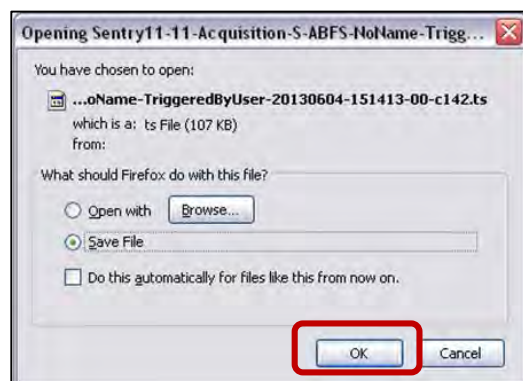 Opening Sentry11-11-Acquisition-S-ABFS-NoName-Trigg...
You have chosen to open:
...oName-TriggeredByUser-20130604-151413-00-c142.ts
which is a: ts File (107 KB)
from:
What should Firefox do with this file?
Open with Browse...
Save File
Do this automatically for files like this from now on.
OK Cancel